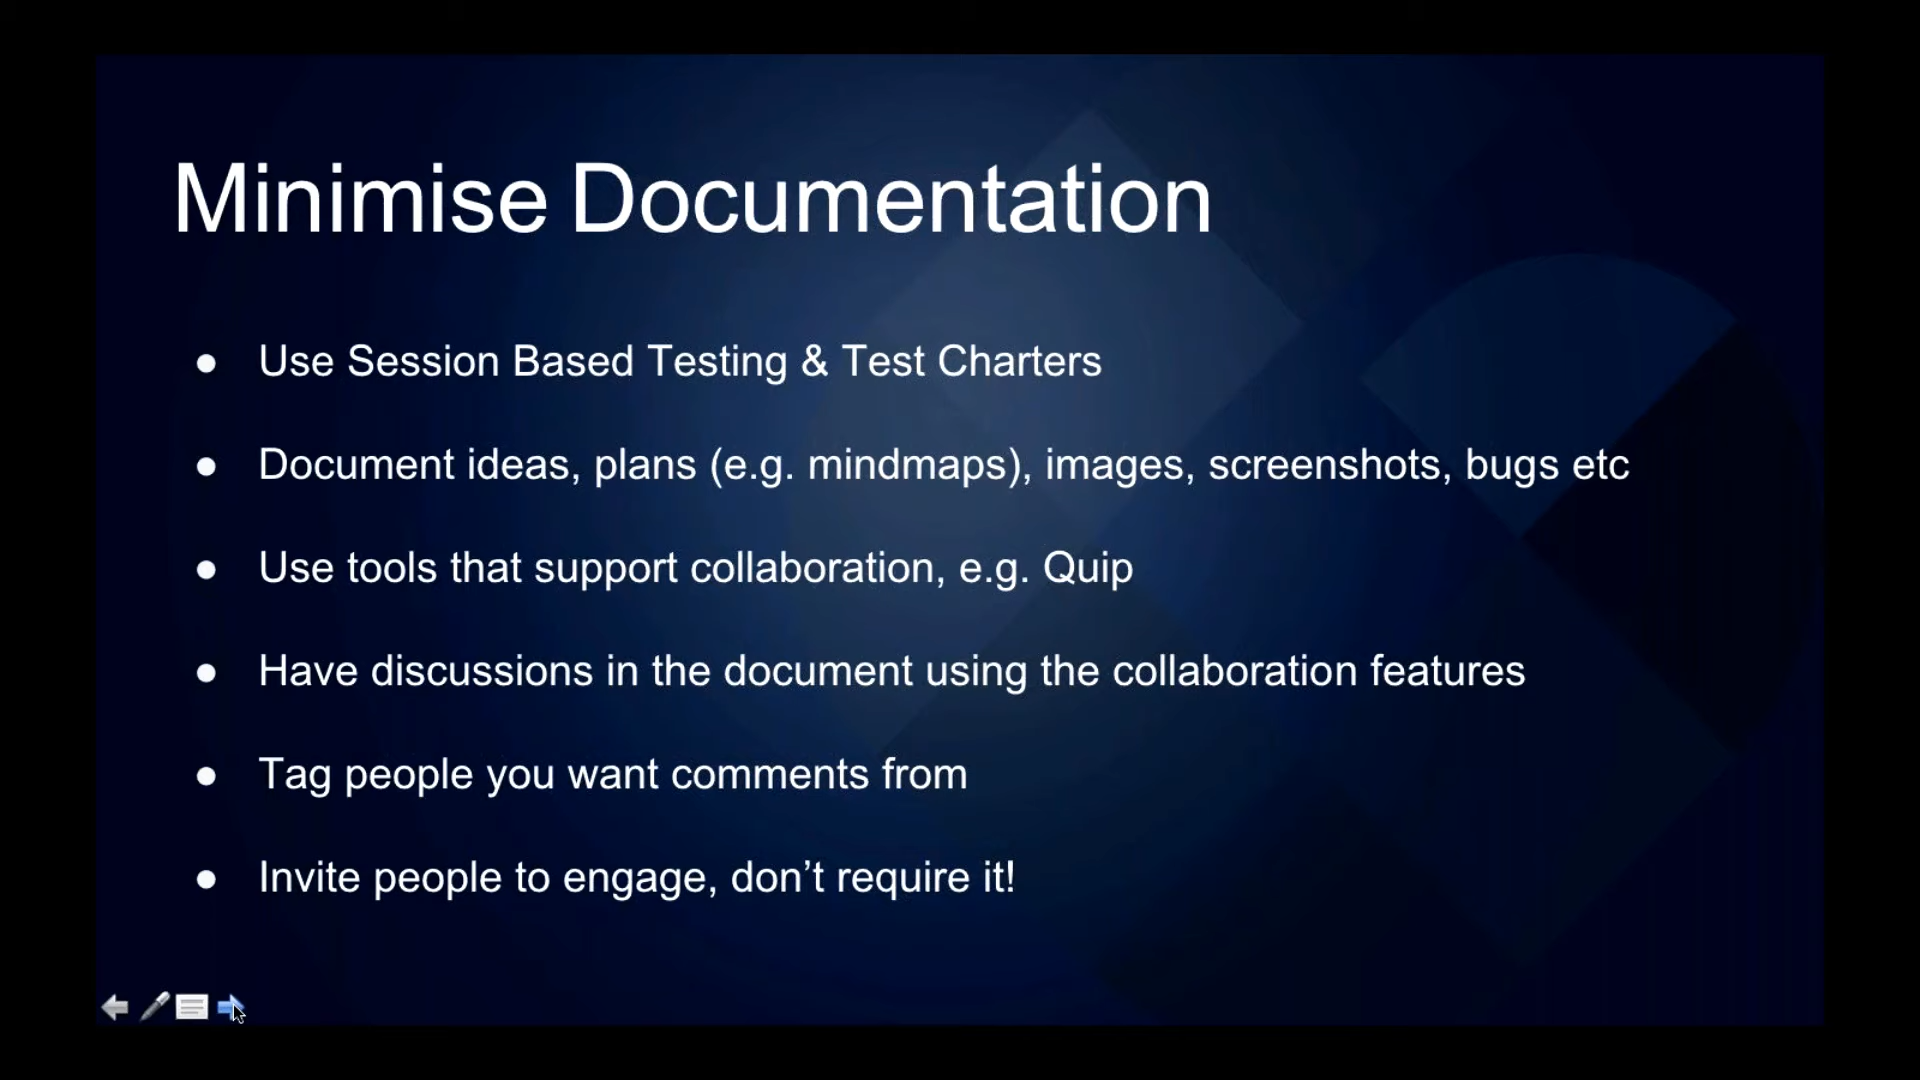 Minimise Documentation
● Use Session Based Testing & Test Charters
● Document ideas, plans (e.g. mindmaps), images, screenshots, bugs etc
● Use tools that support collaboration, e.g. Quip
● Have discussions in the document using the collaboration features
● Tag people you want comments from
● Invite people to engage, don’t require it!